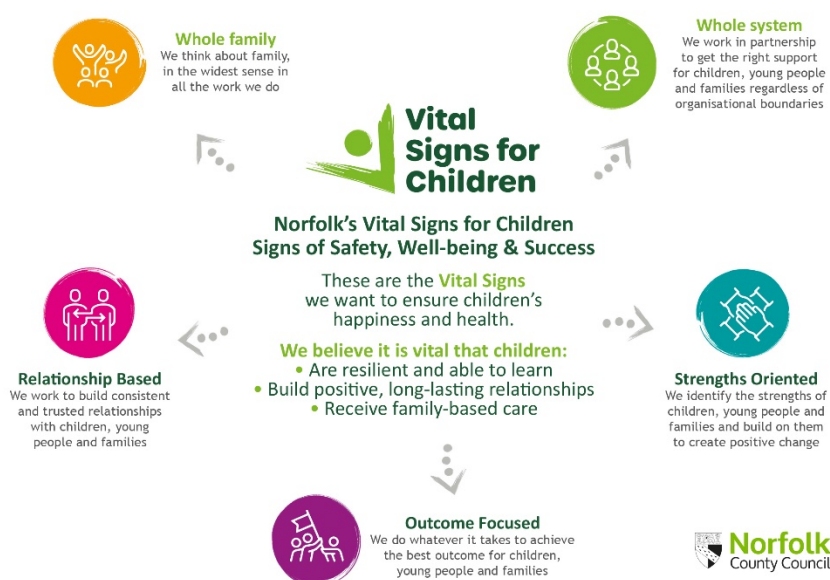 Whole family
We think about family,
in the widest sense in
all the work we do
Whole system
We work in partnership
to get the right support
for children, young people
and families regardless of
organisational boundaries
Vital
Signs for
Children
Norfolk's Vital Signs for Children
Signs of Safety, Well-being & Success
These are the Vital Signs
we want to ensure children's
happiness and health.
We believe it is vital that children:
• Are resilient and able to learn
• Build positive, long-lasting relationships
• Receive family-based care
Relationship Based
We work to build consistent
and trusted relationships
with children, young
people and families
Strengths Oriented
We identify the strengths of
children, young people and
families and build on them
to create positive change
Outcome Focused
We do whatever it takes to achieve
the best outcome for children,
young people and families
Norfolk
County Council